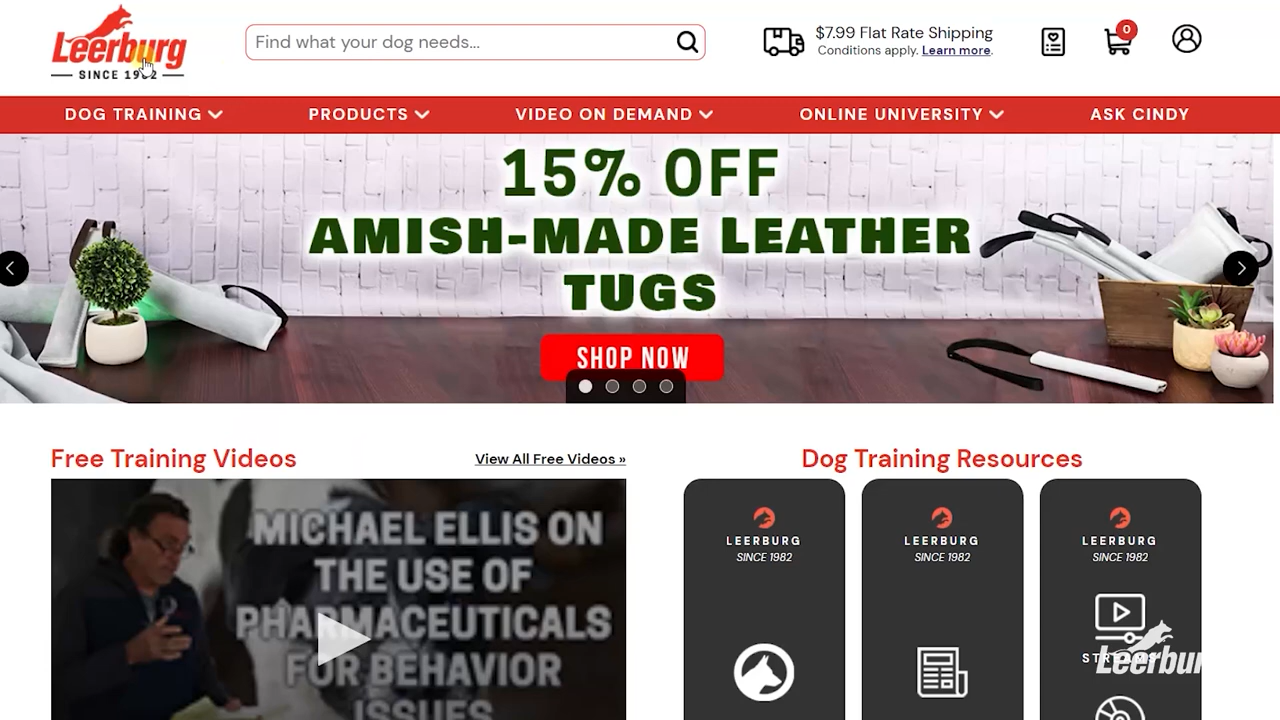 Leerburg
SINCE 1982
Find what your dog needs...
$7.99 Flat Rate Shipping
Conditions apply. Learn more.
0
DOG TRAINING
PRODUCTS
VIDEO ON DEMAND
ONLINE UNIVERSITY
ASK CINDY
15% OFF
AMISH-MADE LEATHER
TUGS
SHOP NOW
Free Training Videos
View All Free Videos »
Dog Training Resources
MICHAEL ELLIS ON
THE USE OF
PHARMACEUTICALS
FOR BEHAVIOR
ISSUES
LEERBURG
SINCE 1982
LEERBURG
SINCE 1982
LEERBURG
SINCE 1982